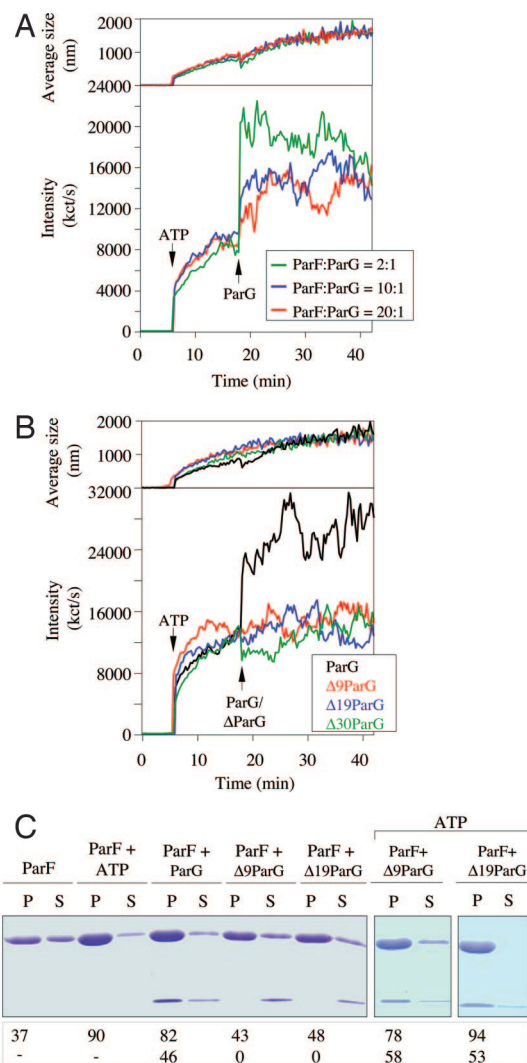 A
Average size
(nm)
2000
1000
24000
20000
16000
12000
8000
4000
0
Intensity
(kct/s)
ATP
ParG
ParF:ParG = 2:1
ParF:ParG = 10:1
ParF:ParG = 20:1
0 10 20 30 40
Time (min)
B
Average size
(nm)
2000
1000
32000
24000
16000
8000
0
Intensity
(kct/s)
ATP
ParG/
ΔParG
ParG
Δ9ParG
Δ19ParG
Δ30ParG
0 10 20 30 40
Time (min)
C
ATP
ParF ParF + ParF + ParF + ParF + ParF+ ParF+
ATP ParG Δ9ParG Δ19ParG Δ9ParG Δ19ParG
P S P S P S P S P S P S P S
37 90 82 43 48 78 94
- - 46 0 0 58 53